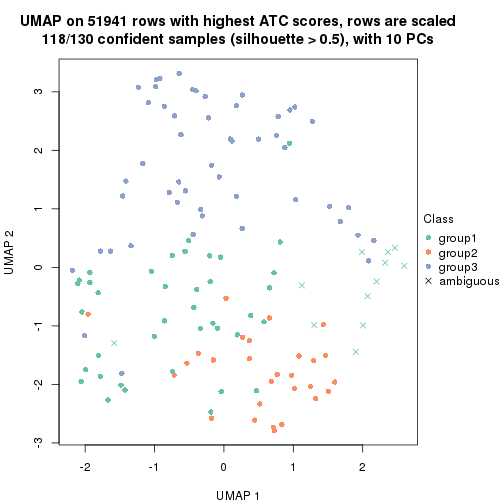 UMAP on 51941 rows with highest ATC scores, rows are scaled
118/130 confident samples (silhouette > 0.5), with 10 PCs
3
2
1
0
-1
-2
-3
UMAP 2
-2
-1
0
1
2
UMAP 1
Class
group1
group2
group3
ambiguous